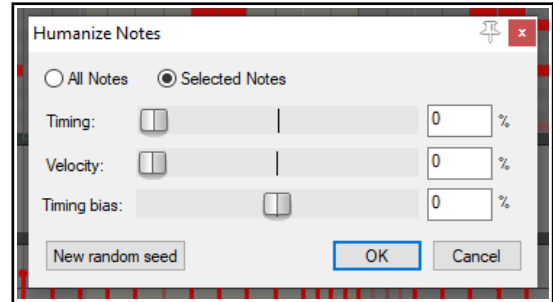 Humanize Notes
All Notes Selected Notes
Timing: 0 %
Velocity: 0 %
Timing bias: 0 %
New random seed OK Cancel